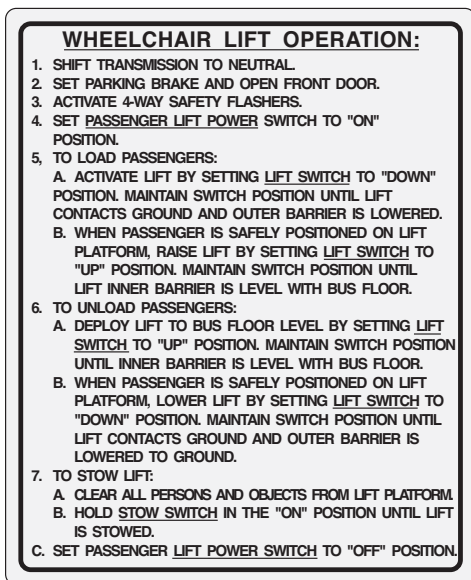 WHEELCHAIR LIFT OPERATION:
1. SHIFT TRANSMISSION TO NEUTRAL.
2. SET PARKING BRAKE AND OPEN FRONT DOOR.
3. ACTIVATE 4-WAY SAFETY FLASHERS.
4. SET PASSENGER LIFT POWER SWITCH TO "ON"
POSITION.
5, TO LOAD PASSENGERS:
A. ACTIVATE LIFT BY SETTING LIFT SWITCH TO "DOWN"
POSITION. MAINTAIN SWITCH POSITION UNTIL LIFT
CONTACTS GROUND AND OUTER BARRIER IS LOWERED.
B. WHEN PASSENGER IS SAFELY POSITIONED ON LIFT
PLATFORM, RAISE LIFT BY SETTING LIFT SWITCH TO
"UP" POSITION. MAINTAIN SWITCH POSITION UNTIL
LIFT INNER BARRIER IS LEVEL WITH BUS FLOOR.
6. TO UNLOAD PASSENGERS:
A. DEPLOY LIFT TO BUS FLOOR LEVEL BY SETTING LIFT
SWITCH TO "UP" POSITION. MAINTAIN SWITCH POSITION
UNTIL INNER BARRIER IS LEVEL WITH BUS FLOOR.
B. WHEN PASSENGER IS SAFELY POSITIONED ON LIFT
PLATFORM, LOWER LIFT BY SETTING LIFT SWITCH TO
"DOWN" POSITION. MAINTAIN SWITCH POSITION UNTIL
LIFT CONTACTS GROUND AND OUTER BARRIER IS
LOWERED TO GROUND.
7. TO STOW LIFT:
A. CLEAR ALL PERSONS AND OBJECTS FROM LIFT PLATFORM.
B. HOLD STOW SWITCH IN THE "ON" POSITION UNTIL LIFT
IS STOWED.
C. SET PASSENGER LIFT POWER SWITCH TO "OFF" POSITION.